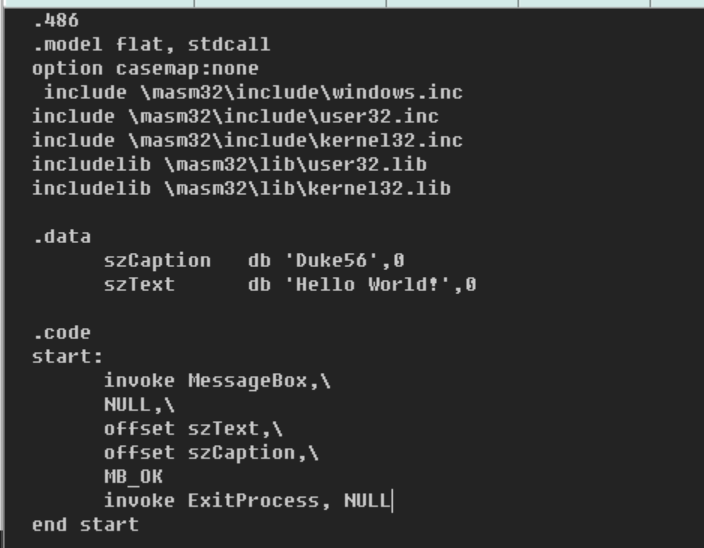 .486
.model flat, stdcall
option casemap:none
 include \masm32\include\windows.inc
include \masm32\include\user32.inc
include \masm32\include\kernel32.inc
includelib \masm32\lib\user32.lib
includelib \masm32\lib\kernel32.lib

.data
      szCaption   db 'Duke56',0
      szText      db 'Hello World!',0

.code
start:
      invoke MessageBox,\
      NULL,\
      offset szText,\
      offset szCaption,\
      MB_OK
      invoke ExitProcess, NULL
end start